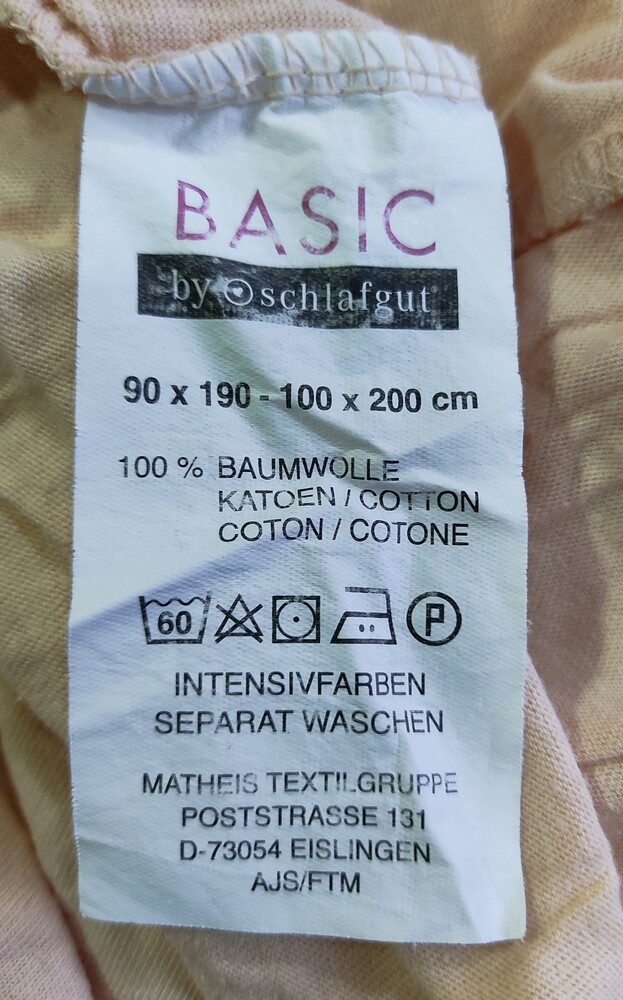 BASIC
by schlafgut®
90 x 190 - 100 x 200 cm
100 % BAUMWOLLE
KATOEN / COTTON
COTON / COTONE
60 P
INTENSIVFARBEN
SEPARAT WASCHEN
MATHEIS TEXTILGRUPPE
POSTSTRASSE 131
D-73054 EISLINGEN
AJS/FTM